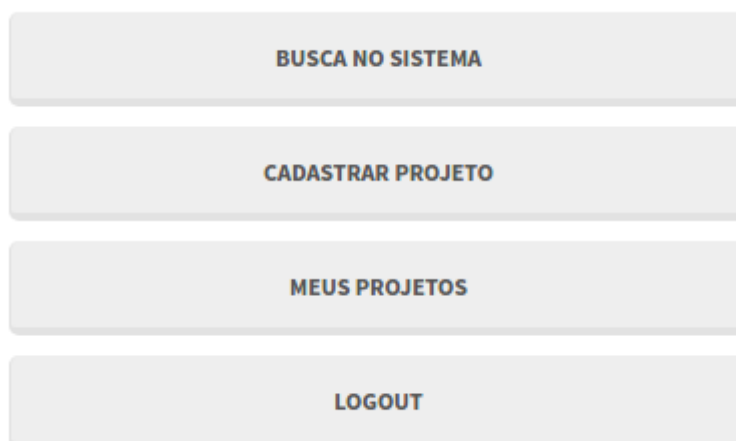 BUSCA NO SISTEMA
CADASTRAR PROJETO
MEUS PROJETOS
LOGOUT